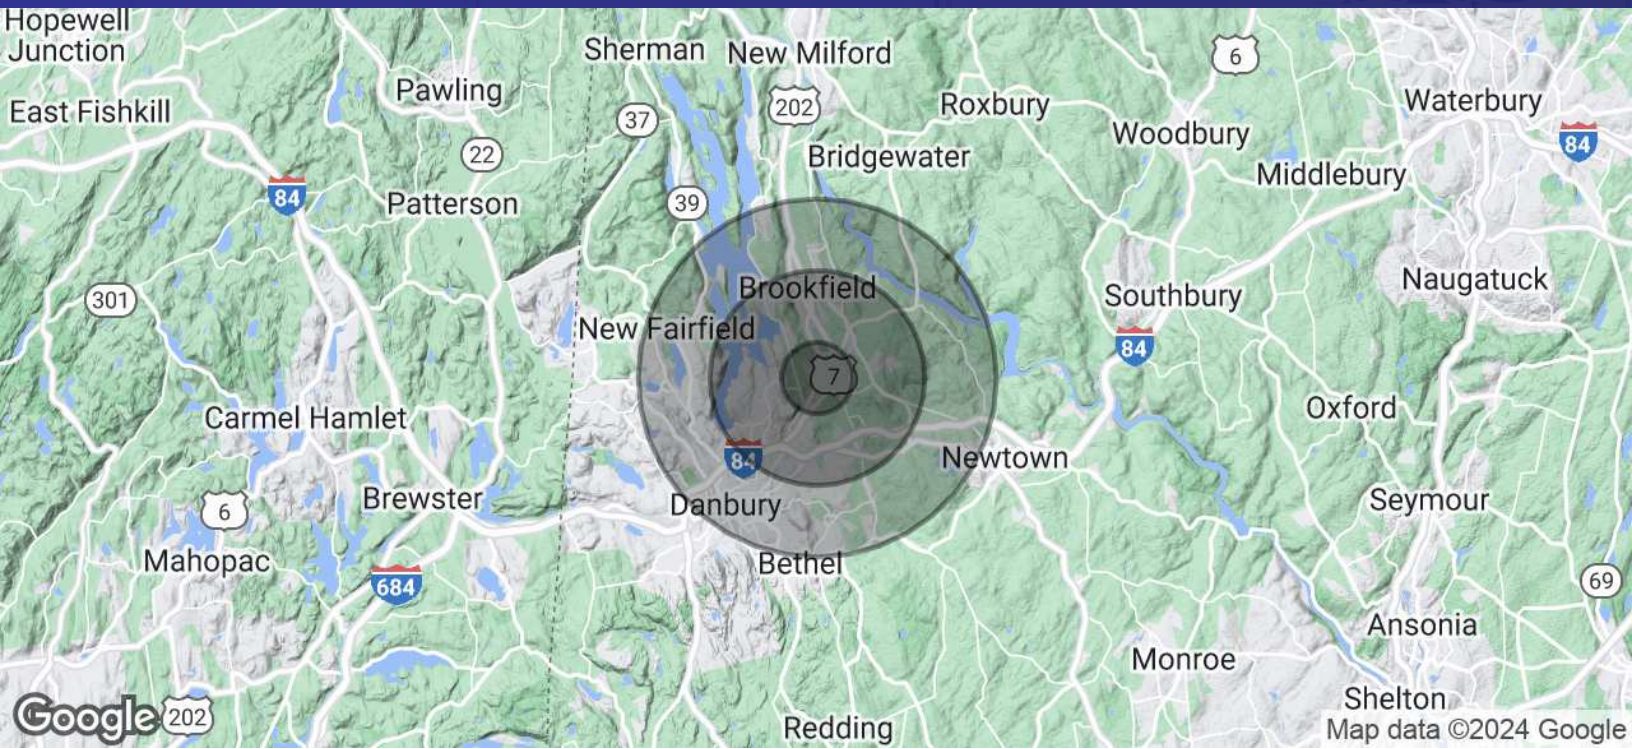 Hopewell
Junction
Sherman
New Milford
6
Pawling
202
Roxbury
Waterbury
East Fishkill
37
Woodbury
84
22
Bridgewater
Middlebury
84
39
Patterson
Brookfield
Naugatuck
301
Southbury
New Fairfield
84
7
Carmel Hamlet
Oxford
84
Newtown
Brewster
Danbury
Seymour
6
Mahopac
Bethel
684
69
Ansonia
Monroe
Shelton
Google
202
Redding
Map data ©2024 Google